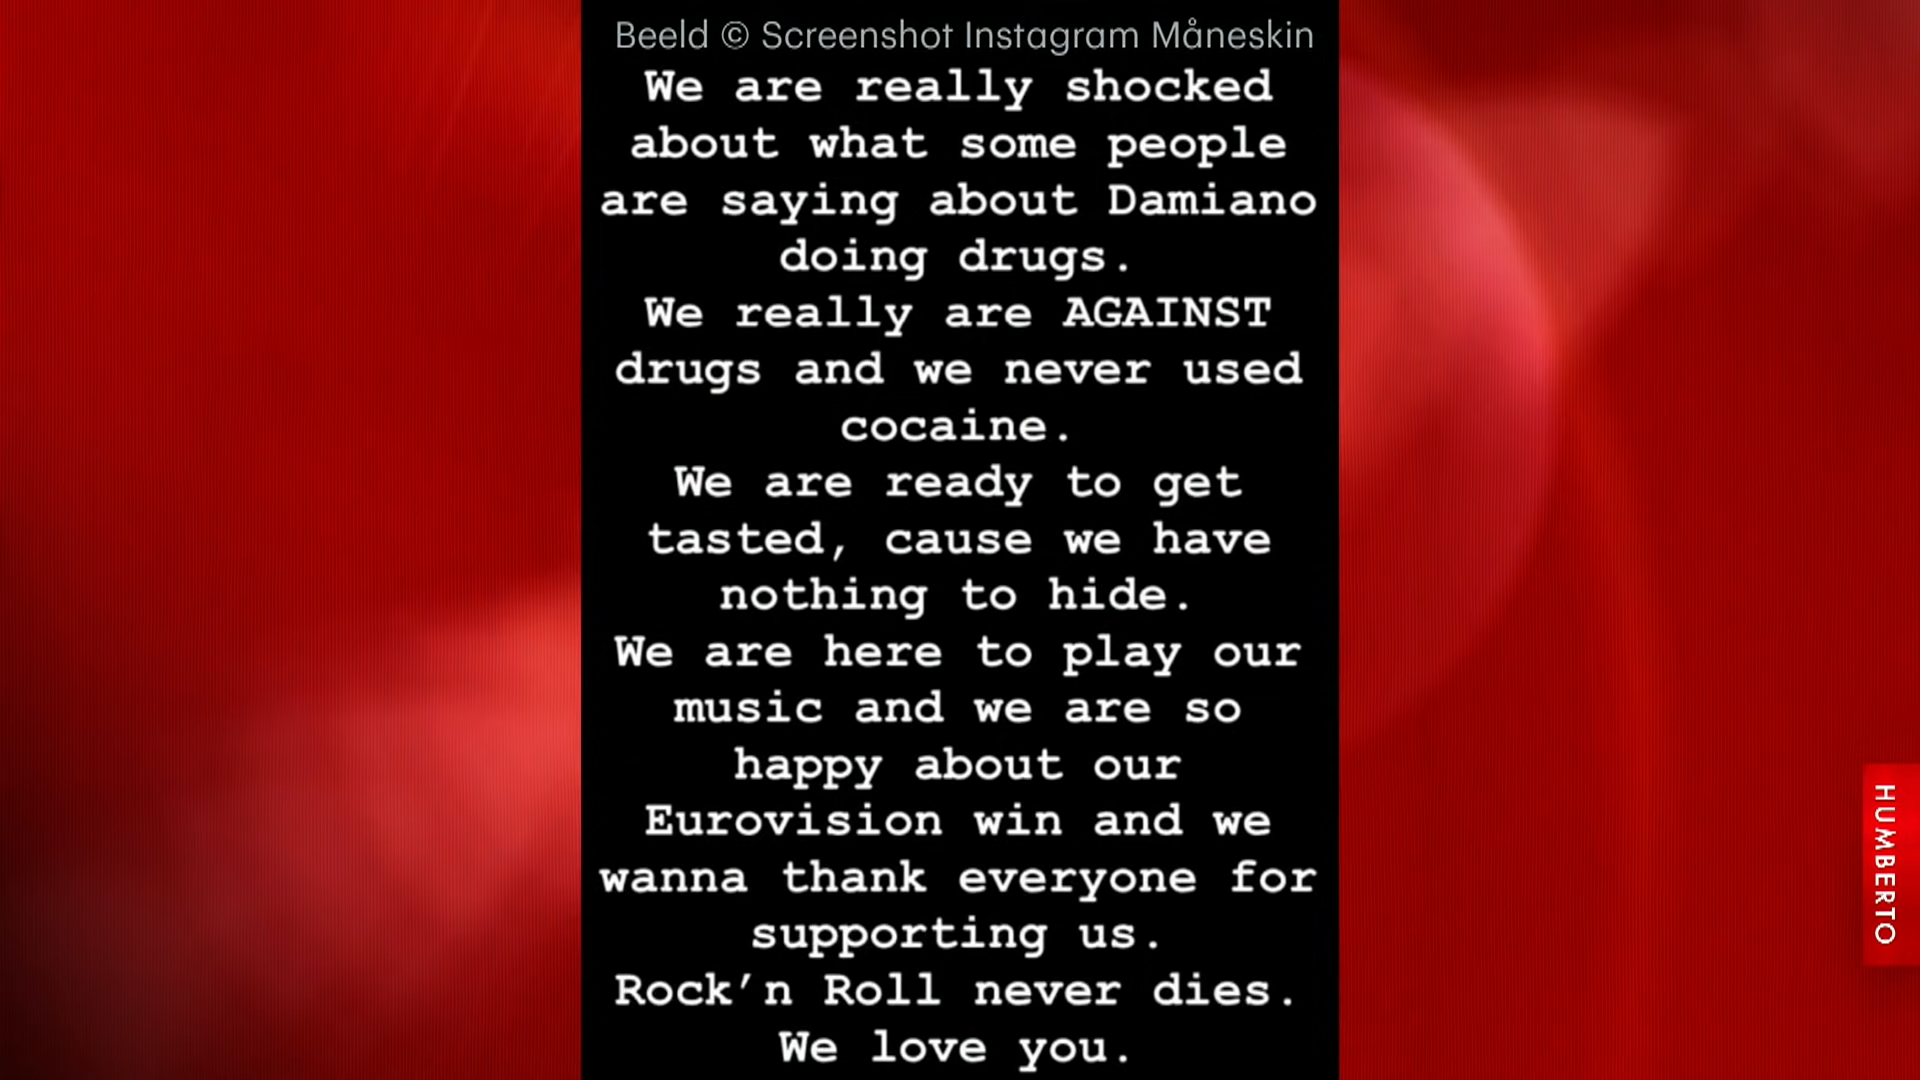 Beeld © Screenshot Instagram Måneskin
We are really shocked
about what some people
are saying about Damiano
doing drugs.
We really are AGAINST
drugs and we never used
cocaine.
We are ready to get
tasted, cause we have
nothing to hide.
We are here to play our
music and we are so
happy about our
Eurovision win and we
wanna thank everyone for
supporting us.
Rock’n Roll never dies.
We love you.
HUMBERTO